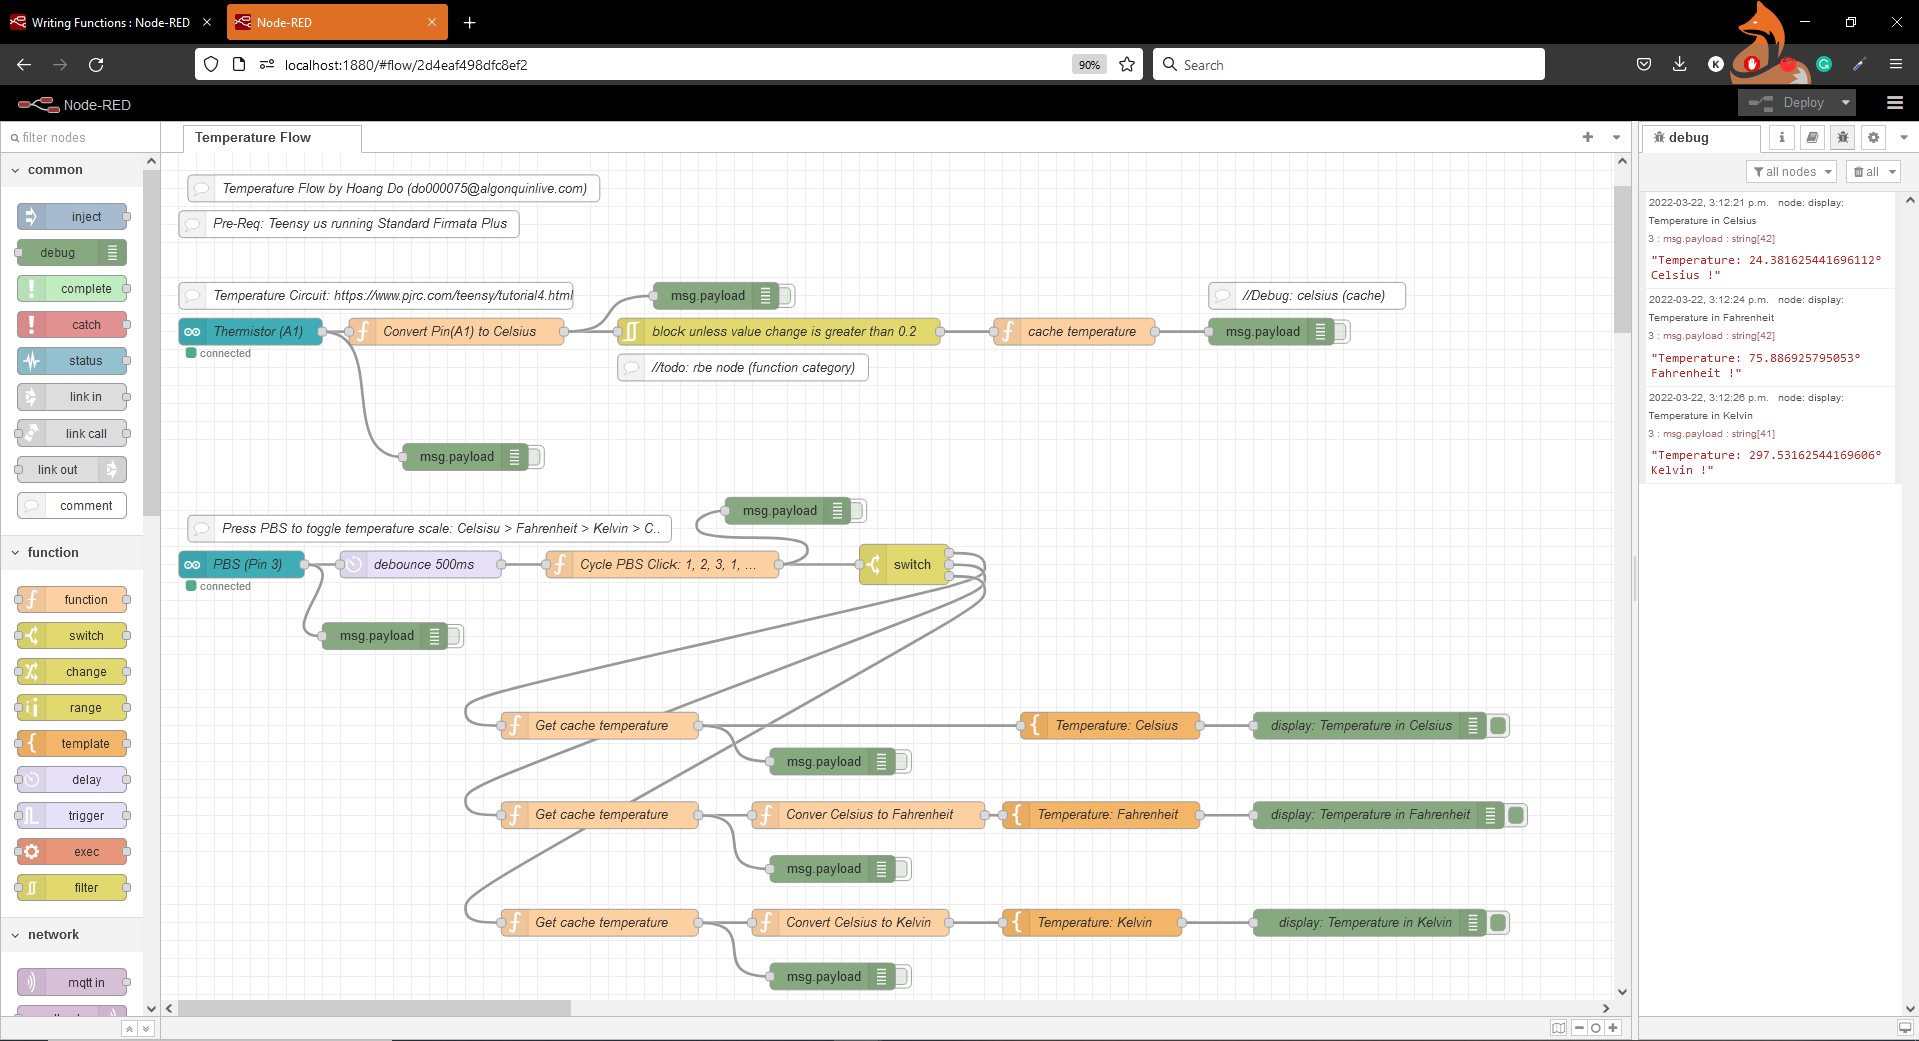 Writing Functions : Node-RED
Node-RED
localhost:1880/#flow/2d4eaf498dfc8ef2
90%
Search
Node-RED
Deploy
filter nodes
common
inject
debug
complete
catch
status
link in
link call
link out
comment
function
function
switch
change
range
template
delay
trigger
exec
filter
network
mqtt in
Temperature Flow
Temperature Flow by Hoang Do (do000075@algonquinlive.com)
Pre-Req: Teensy us running Standard Firmata Plus
Temperature Circuit: https://www.pjrc.com/teensy/tutorial4.html
msg.payload
//Debug: celsius (cache)
Thermistor (A1)
Convert Pin(A1) to Celsius
block unless value change is greater than 0.2
cache temperature
msg.payload
connected
//todo: rbe node (function category)
msg.payload
msg.payload
Press PBS to toggle temperature scale: Celsisu > Fahrenheit > Kelvin > C..
PBS (Pin 3)
debounce 500ms
Cycle PBS Click: 1, 2, 3, 1, ...
switch
connected
msg.payload
Get cache temperature
Temperature: Celsius
display: Temperature in Celsius
msg.payload
Get cache temperature
Conver Celsius to Fahrenheit
Temperature: Fahrenheit
display: Temperature in Fahrenheit
msg.payload
Get cache temperature
Convert Celsius to Kelvin
Temperature: Kelvin
display: Temperature in Kelvin
msg.payload
debug
all nodes
all
2022-03-22, 3:12:21 p.m. node: display:
Temperature in Celsius
3 : msg.payload : string[42]
"Temperature: 24.381625441696112°
Celsius !"
2022-03-22, 3:12:24 p.m. node: display:
Temperature in Fahrenheit
3 : msg.payload : string[42]
"Temperature: 75.886925795053°
Fahrenheit !"
2022-03-22, 3:12:26 p.m. node: display:
Temperature in Kelvin
3 : msg.payload : string[41]
"Temperature: 297.53162544169606°
Kelvin !"